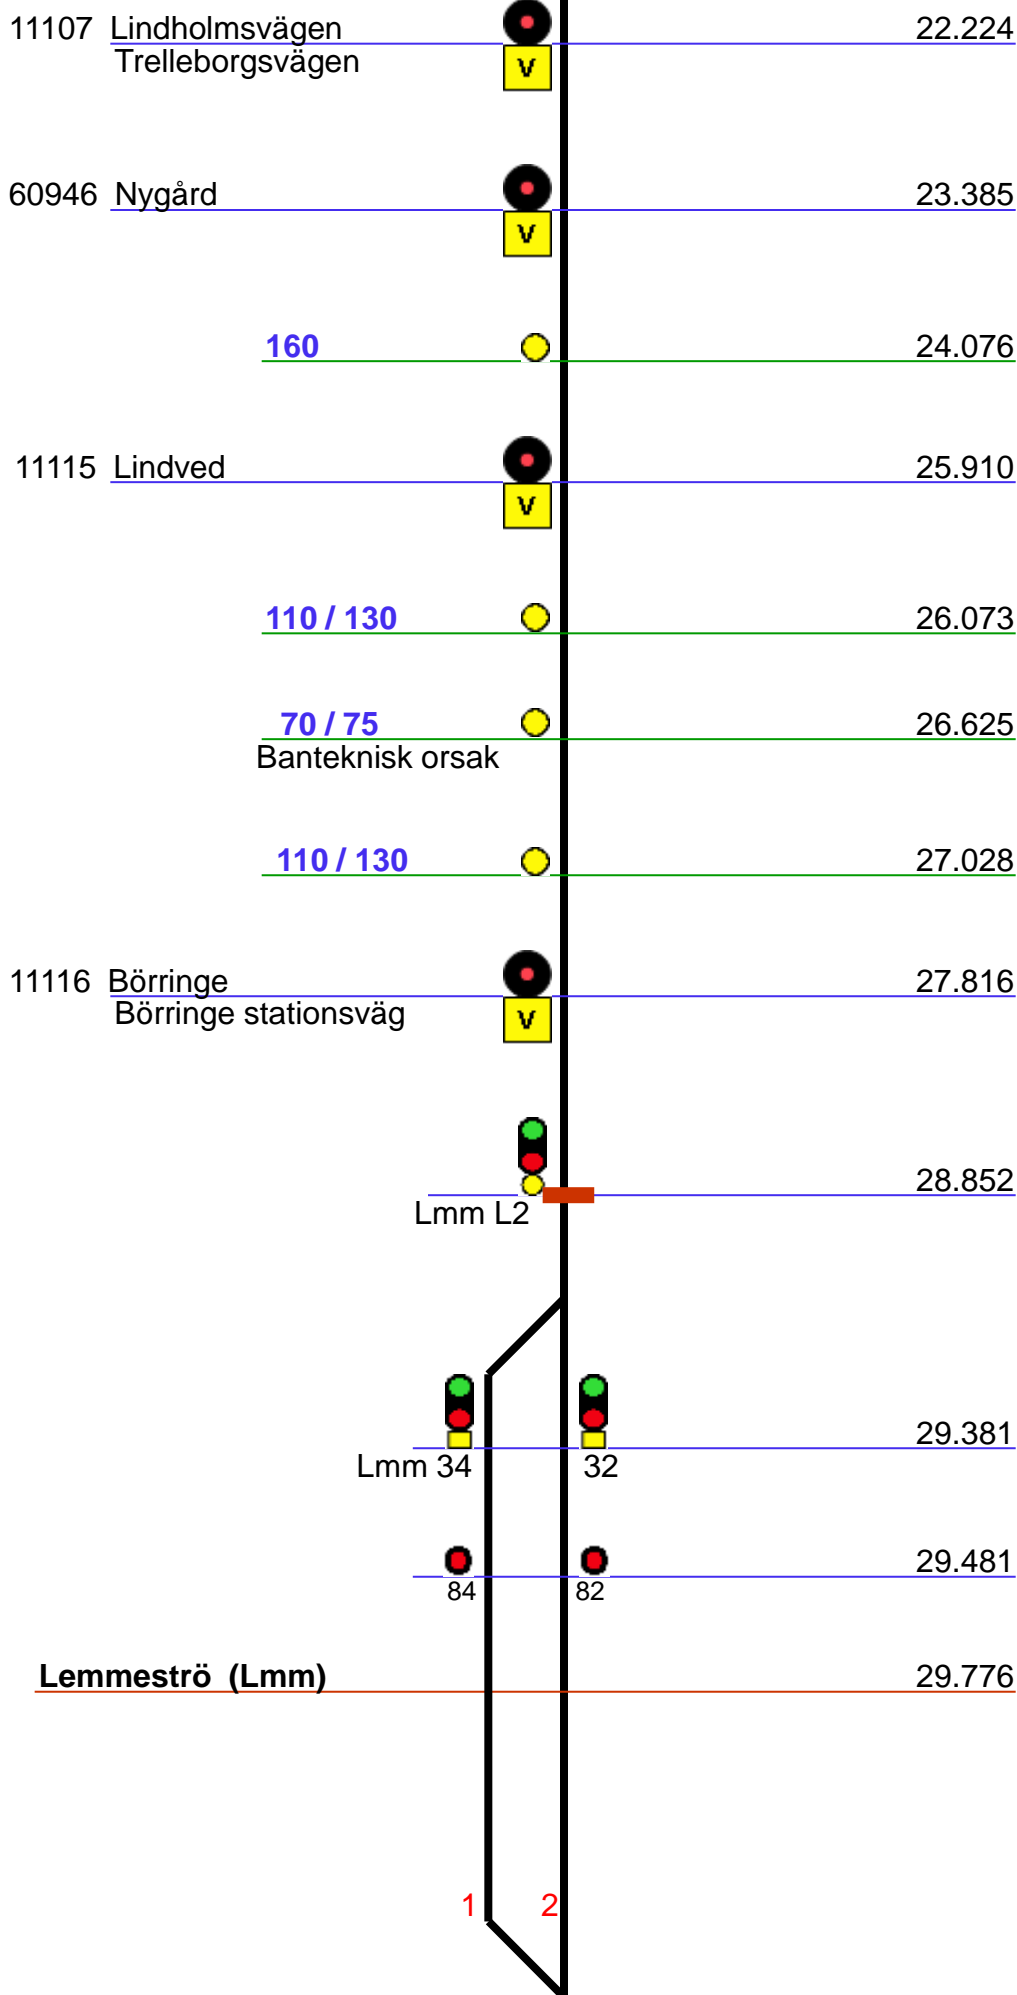 11107 Lindholmsvägen 22.224
Trelleborgsvägen
V
60946 Nygård 23.385
V
160 24.076
11115 Lindved 25.910
V
110 / 130 26.073
70 / 75 26.625
Banteknisk orsak
110 / 130 27.028
11116 Börringe 27.816
Börringe stationsväg
V
28.852
Lmm L2
29.381
Lmm 34 32
29.481
84 82
Lemmeströ (Lmm) 29.776
1 2